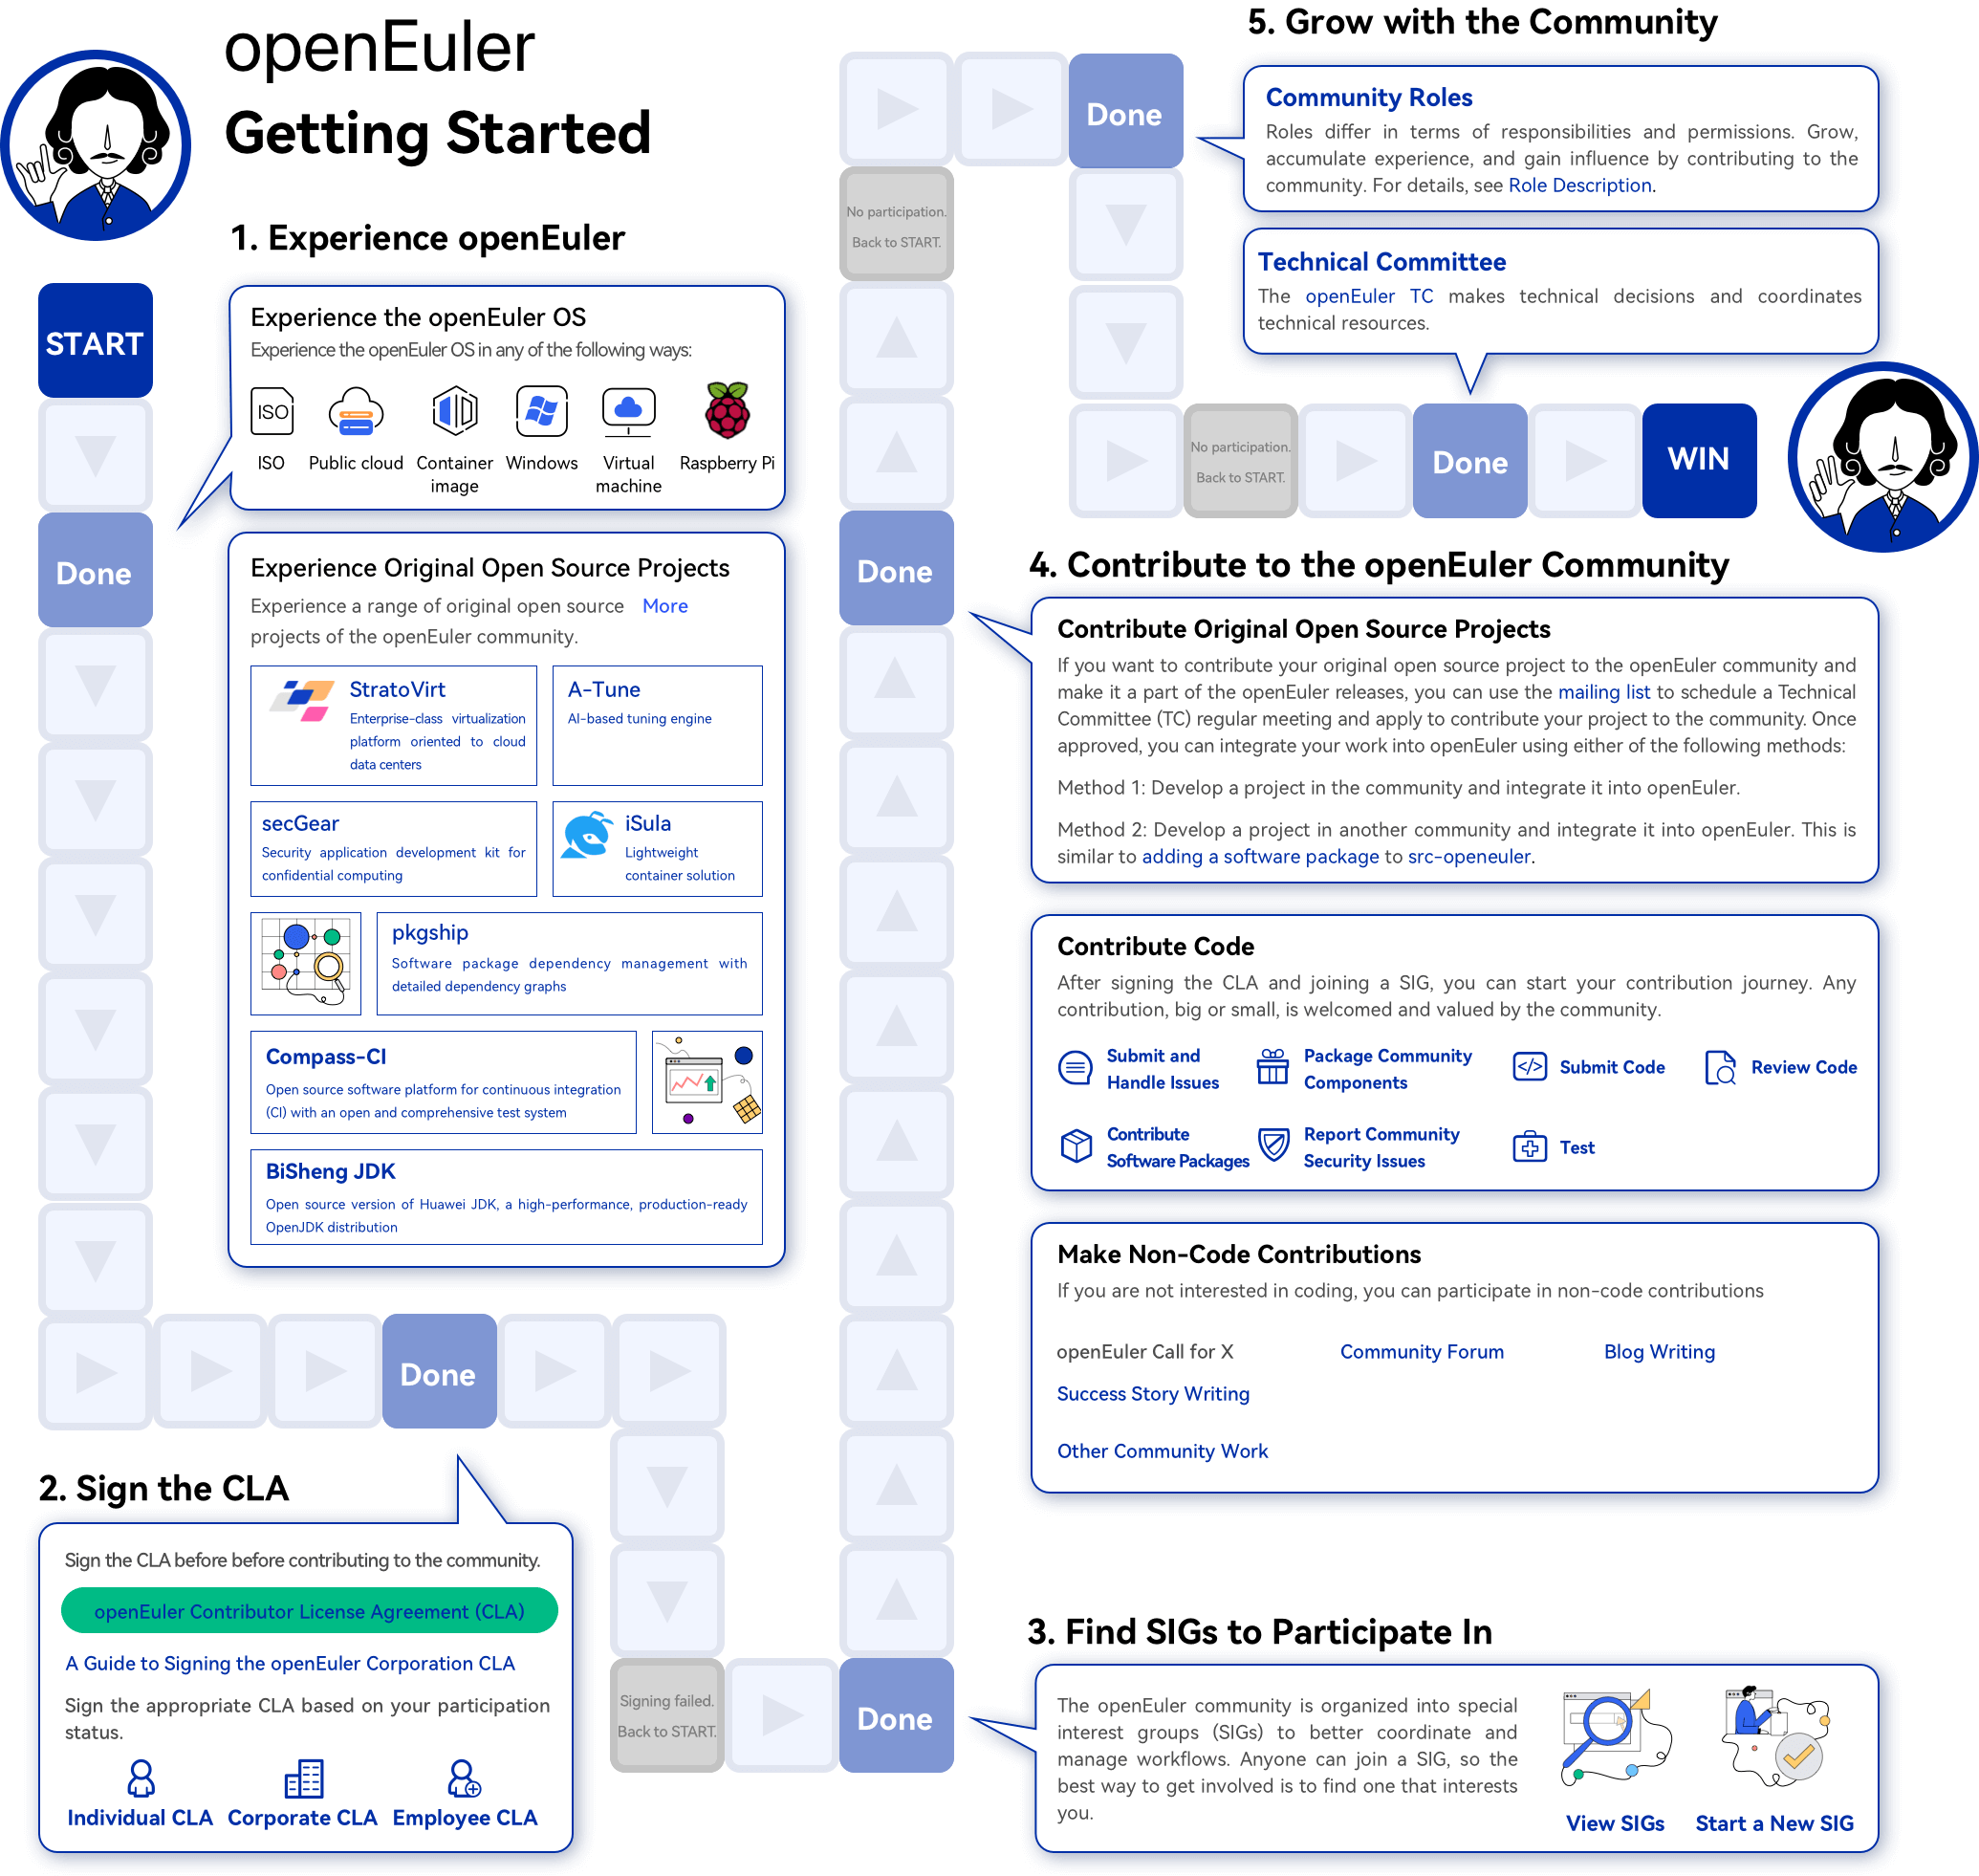 openEuler
Getting Started
1. Experience openEuler
START
Experience the openEuler OS
Experience the openEuler OS in any of the following ways:
ISO
ISO
Public cloud
Container
image
Windows
Virtual
machine
Raspberry Pi
Done
Experience Original Open Source Projects
Experience a range of original open source More
projects of the openEuler community.
StratoVirt
Enterprise-class virtualization
platform oriented to cloud
data centers
A-Tune
AI-based tuning engine
secGear
Security application development kit for
confidential computing
iSula
Lightweight
container solution
pkgship
Software package dependency management with
detailed dependency graphs
Compass-CI
Open source software platform for continuous integration
(CI) with an open and comprehensive test system
BiSheng JDK
Open source version of Huawei JDK, a high-performance, production-ready
OpenJDK distribution
Done
2. Sign the CLA
Sign the CLA before before contributing to the community.
openEuler Contributor License Agreement (CLA)
A Guide to Signing the openEuler Corporation CLA
Sign the appropriate CLA based on your participation
status.
Individual CLA
Corporate CLA
Employee CLA
Signing failed.
Back to START.
Done
3. Find SIGs to Participate In
The openEuler community is organized into special
interest groups (SIGs) to better coordinate and
manage workflows. Anyone can join a SIG, so the
best way to get involved is to find one that interests
you.
View SIGs
Start a New SIG
Done
4. Contribute to the openEuler Community
Contribute Original Open Source Projects
If you want to contribute your original open source project to the openEuler community and
make it a part of the openEuler releases, you can use the mailing list to schedule a Technical
Committee (TC) regular meeting and apply to contribute your project to the community. Once
approved, you can integrate your work into openEuler using either of the following methods:
Method 1: Develop a project in the community and integrate it into openEuler.
Method 2: Develop a project in another community and integrate it into openEuler. This is
similar to adding a software package to src-openeuler.
Contribute Code
After signing the CLA and joining a SIG, you can start your contribution journey. Any
contribution, big or small, is welcomed and valued by the community.
Submit and
Handle Issues
Package Community
Components
</> Submit Code
Review Code
Contribute
Software Packages
Report Community
Security Issues
Test
Make Non-Code Contributions
If you are not interested in coding, you can participate in non-code contributions
openEuler Call for X
Community Forum
Blog Writing
Success Story Writing
Other Community Work
No participation.
Back to START.
Done
5. Grow with the Community
Community Roles
Roles differ in terms of responsibilities and permissions. Grow,
accumulate experience, and gain influence by contributing to the
community. For details, see Role Description.
Technical Committee
The openEuler TC makes technical decisions and coordinates
technical resources.
No participation.
Back to START.
Done
WIN